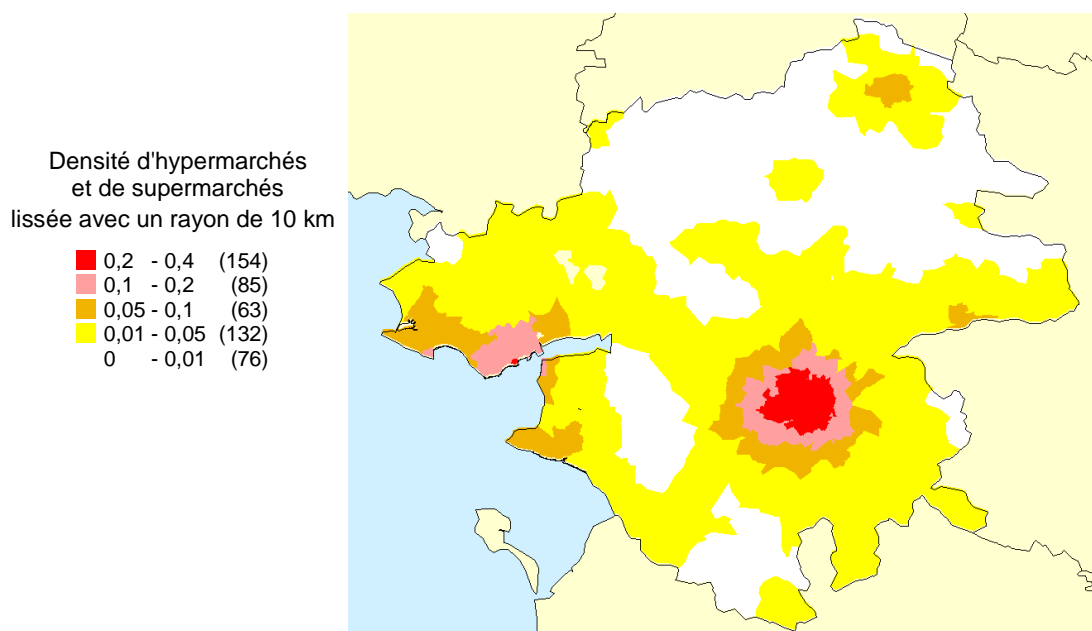 Densité d'hypermarchés
et de supermarchés
lissée avec un rayon de 10 km
0,2 - 0,4 (154)
0,1 - 0,2 (85)
0,05 - 0,1 (63)
0,01 - 0,05 (132)
0 - 0,01 (76)